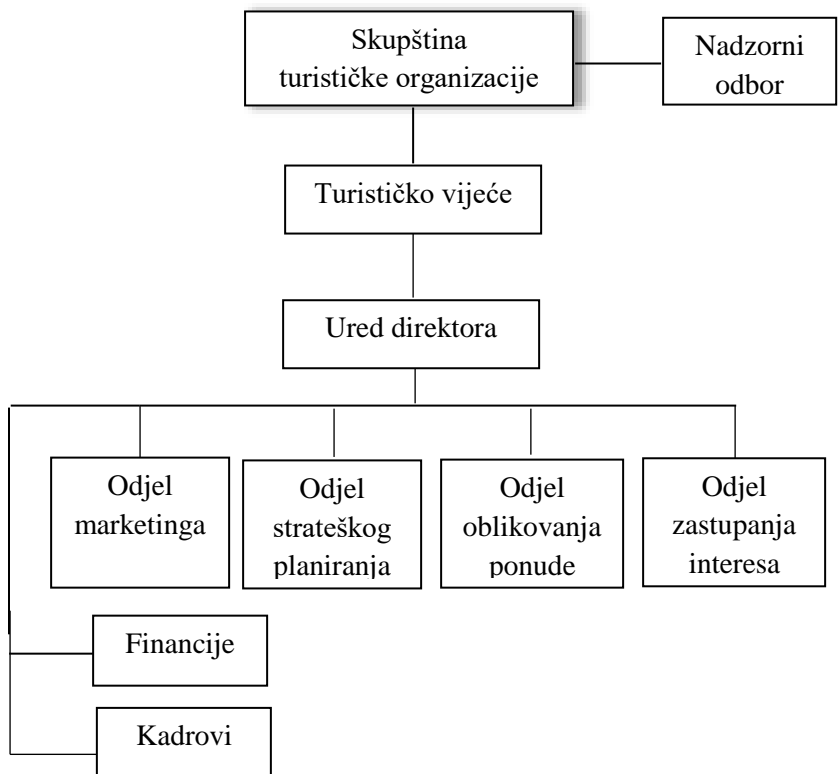 Skupština
turističke organizacije
Nadzorni
odbor
Turističko vijeće
Ured direktora
Odjel
marketinga
Odjel
strateškog
planiranja
Odjel
oblikovanja
ponude
Odjel
zastupanja
interesa
Financije
Kadrovi